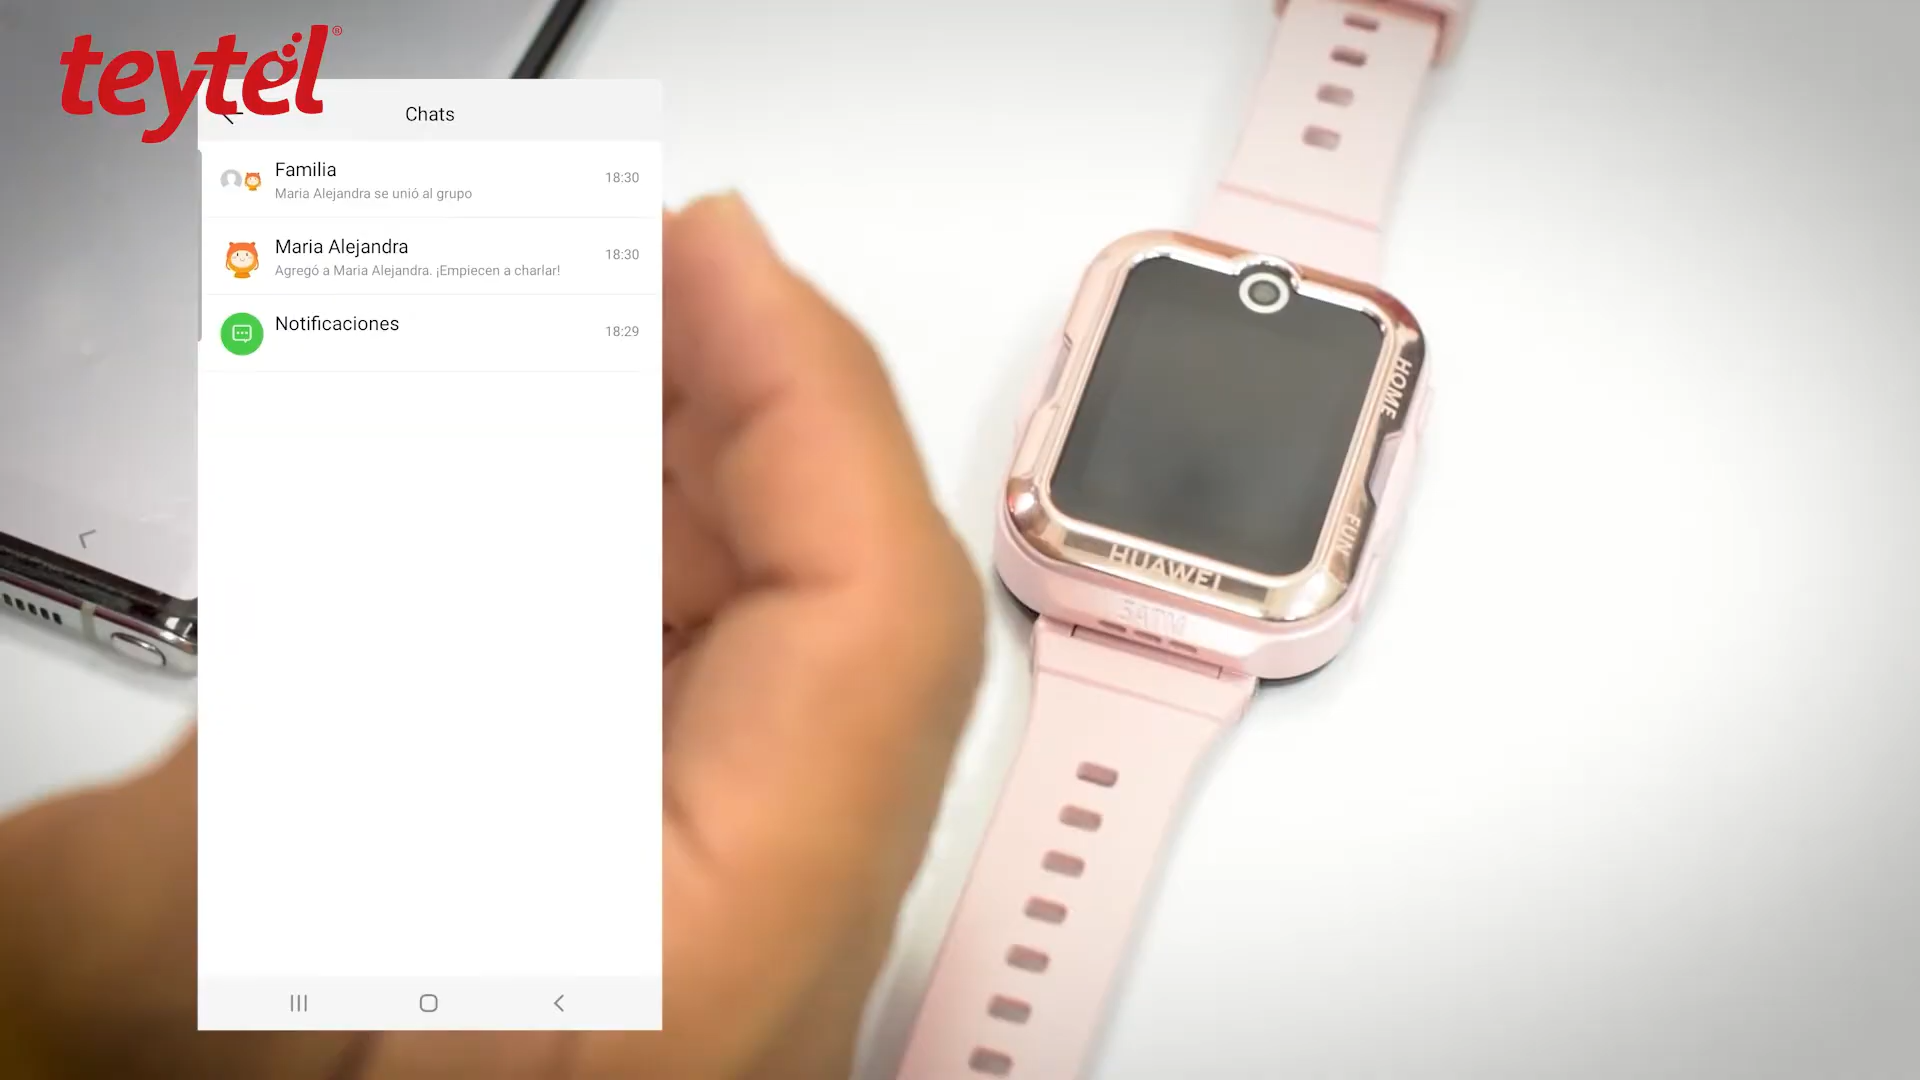 teytel®
Chats
Familia
18:30
Maria Alejandra se unió al grupo
Maria Alejandra
18:30
Agregó a Maria Alejandra. ¡Empiecen a charlar!
Notificaciones
18:29
HOME
FUN
HUAWEI
5ATM